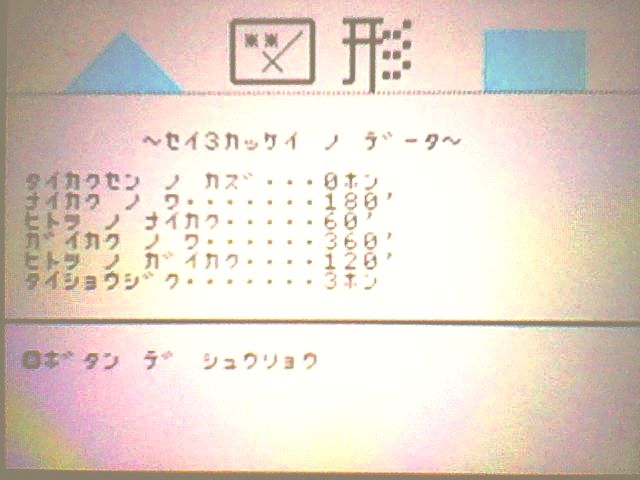 図形
～セイ3カッケイ ノ データ～
タイカクセン ノ カズ・・・0ホン
ナイカク ノ ワ・・・・・・・180'
ヒトツ ノ ナイカク・・・・・60'
ガイカク ノ ワ・・・・・・・360'
ヒトツ ノ ガイカク・・・・120'
タイショウジク・・・・・・・3ホン
ボタン デ シュウリョウ